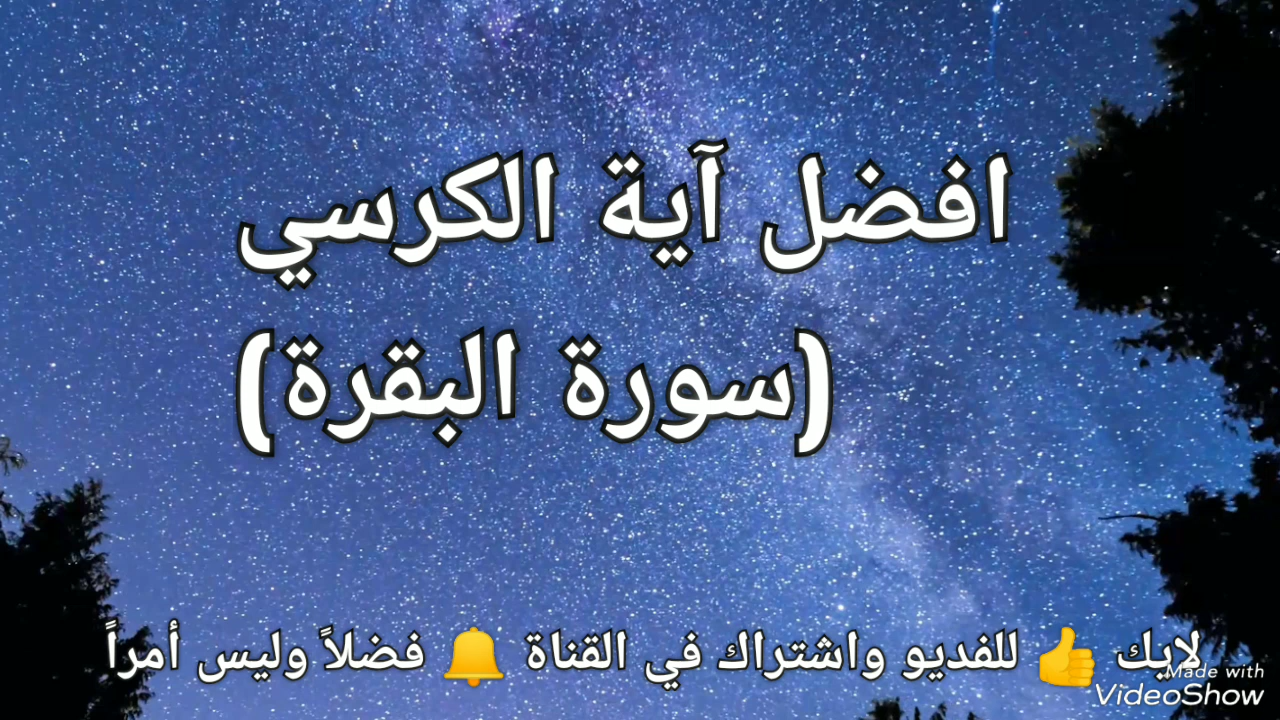 افضل آية الكرسي
(سورة البقرة)
لايك 👍 للفديو واشتراك في القناة 🔔 فضلاً وليس أمراً
Made with
VideoShow